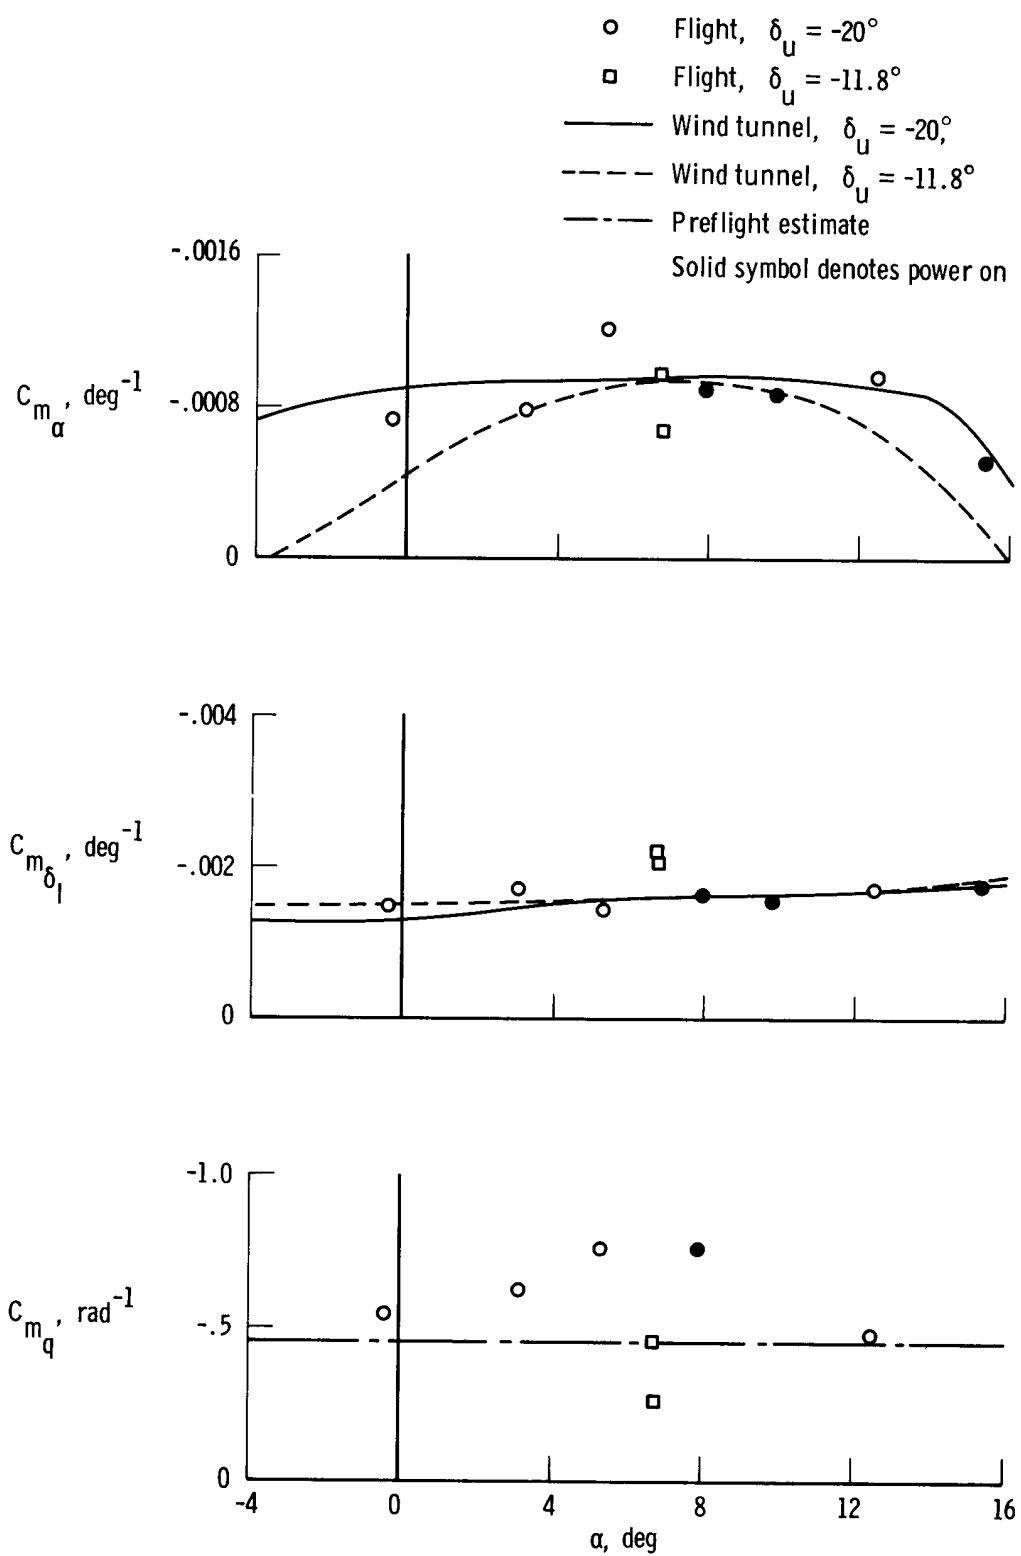 Flight, δu = -20°
Flight, δu = -11.8°
Wind tunnel, δu = -20,°
Wind tunnel, δu = -11.8°
Preflight estimate
Solid symbol denotes power on
-.0016
Cmα, deg-1
-.0008
0
-.004
Cmδl, deg-1
-.002
0
-1.0
Cmq, rad-1
-.5
0
-4 0 4 8 12 16
α, deg